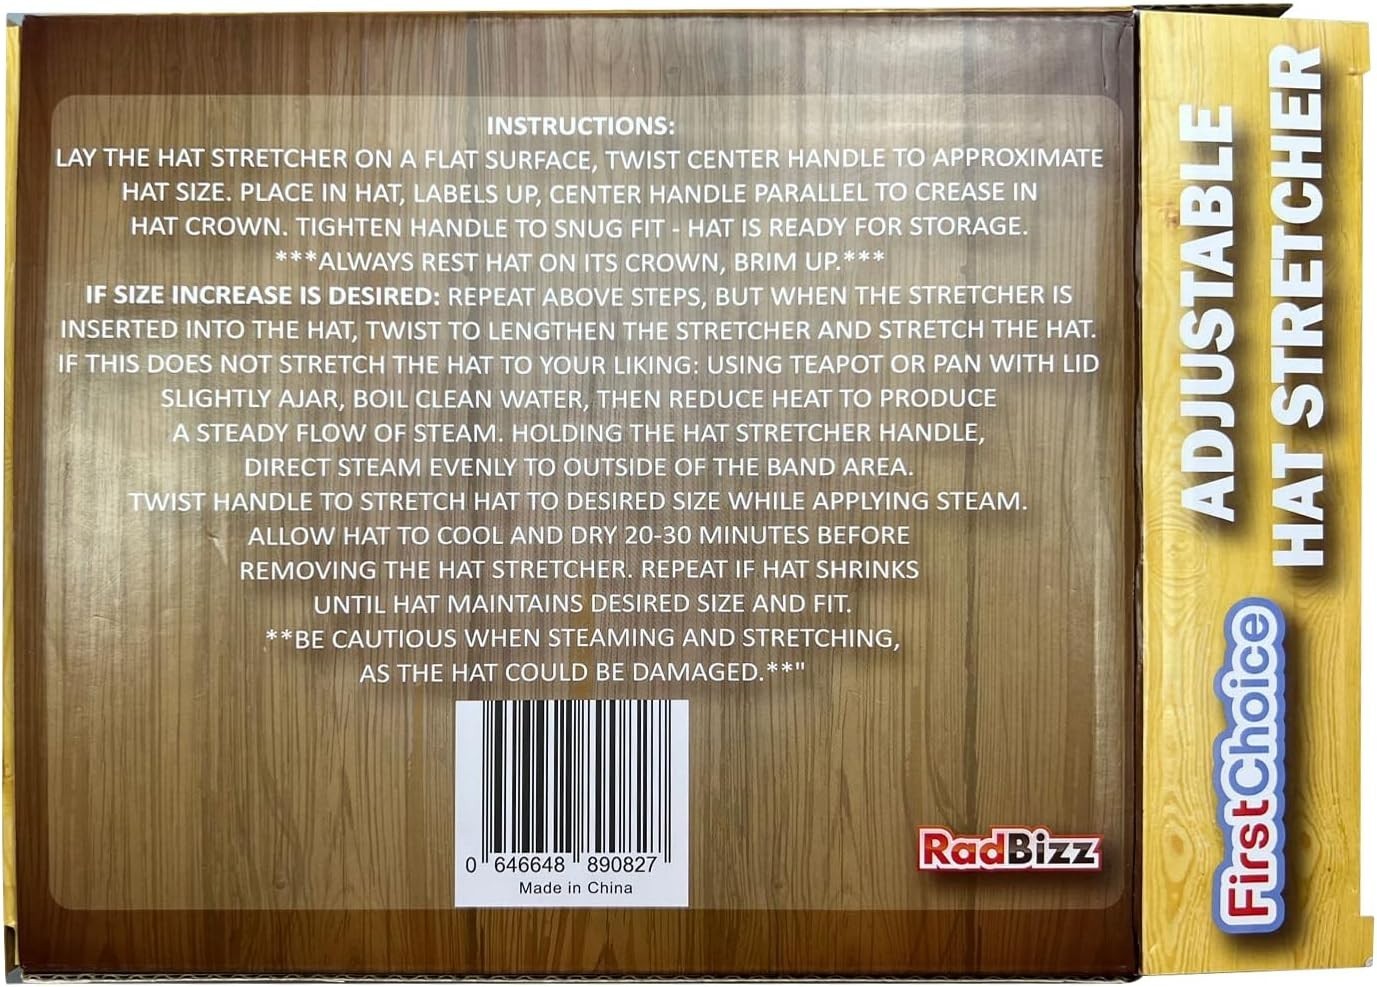 INSTRUCTIONS:
LAY THE HAT STRETCHER ON A FLAT SURFACE, TWIST CENTER HANDLE TO APPROXIMATE
HAT SIZE. PLACE IN HAT, LABELS UP, CENTER HANDLE PARALLEL TO CREASE IN
HAT CROWN. TIGHTEN HANDLE TO SNUG FIT - HAT IS READY FOR STORAGE.
***ALWAYS REST HAT ON ITS CROWN, BRIM UP.***
IF SIZE INCREASE IS DESIRED: REPEAT ABOVE STEPS, BUT WHEN THE STRETCHER IS
INSERTED INTO THE HAT, TWIST TO LENGTHEN THE STRETCHER AND STRETCH THE HAT.
IF THIS DOES NOT STRETCH THE HAT TO YOUR LIKING: USING TEAPOT OR PAN WITH LID
SLIGHTLY AJAR, BOIL CLEAN WATER, THEN REDUCE HEAT TO PRODUCE
A STEADY FLOW OF STEAM. HOLDING THE HAT STRETCHER HANDLE,
DIRECT STEAM EVENLY TO OUTSIDE OF THE BAND AREA.
TWIST HANDLE TO STRETCH HAT TO DESIRED SIZE WHILE APPLYING STEAM.
ALLOW HAT TO COOL AND DRY 20-30 MINUTES BEFORE
REMOVING THE HAT STRETCHER. REPEAT IF HAT SHRINKS
UNTIL HAT MAINTAINS DESIRED SIZE AND FIT.
**BE CAUTIOUS WHEN STEAMING AND STRETCHING,
AS THE HAT COULD BE DAMAGED.**"
0 646648 890827
Made in China
RadBizz
FirstChoice
ADJUSTABLE
HAT STRETCHER